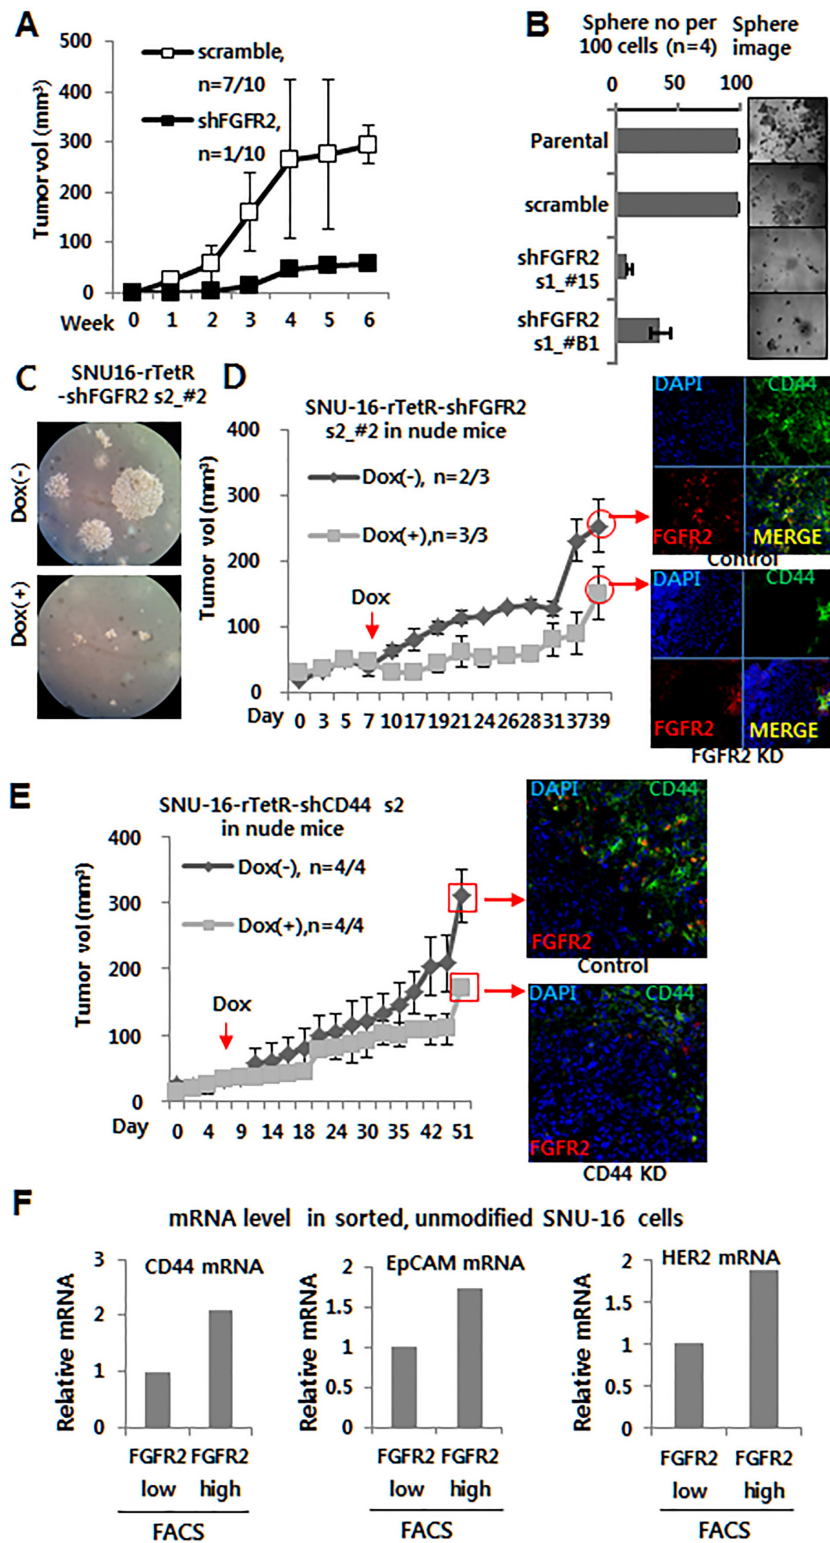 A
500
400
300
200
100
0
Tumor vol (mm³)
scramble,
n=7/10
shFGFR2,
n=1/10
Week 0 1 2 3 4 5 6
B
Sphere no per
100 cells (n=4)
Sphere
image
0 50 100
Parental
scramble
shFGFR2
s1_#15
shFGFR2
s1_#B1
C
SNU16-rTetR
-shFGFR2 s2_#2
Dox(-)
Dox(+)
D
SNU-16-rTetR-shFGFR2
s2_#2 in nude mice
400
300
200
100
0
Tumor vol (mm³)
Dox(-), n=2/3
Dox(+),n=3/3
Dox
Day 0 3 5 7 10 17 19 21 24 26 28 31 37 39
DAPI CD44
FGFR2 MERGE
Control
DAPI CD44
FGFR2 MERGE
FGFR2 KD
E
SNU-16-rTetR-shCD44 s2
in nude mice
400
300
200
100
0
Tumor vol (mm³)
Dox(-), n=4/4
Dox(+),n=4/4
Dox
Day 0 4 9 14 18 24 30 35 42 51
DAPI CD44
FGFR2
Control
DAPI CD44
FGFR2
CD44 KD
F
mRNA level in sorted, unmodified SNU-16 cells
CD44 mRNA
3
2
1
0
Relative mRNA
FGFR2 FGFR2
low high
FACS
EpCAM mRNA
2
1.5
1
0.5
0
Relative mRNA
FGFR2 FGFR2
low high
FACS
HER2 mRNA
2
1.5
1
0.5
0
Relative mRNA
FGFR2 FGFR2
low high
FACS